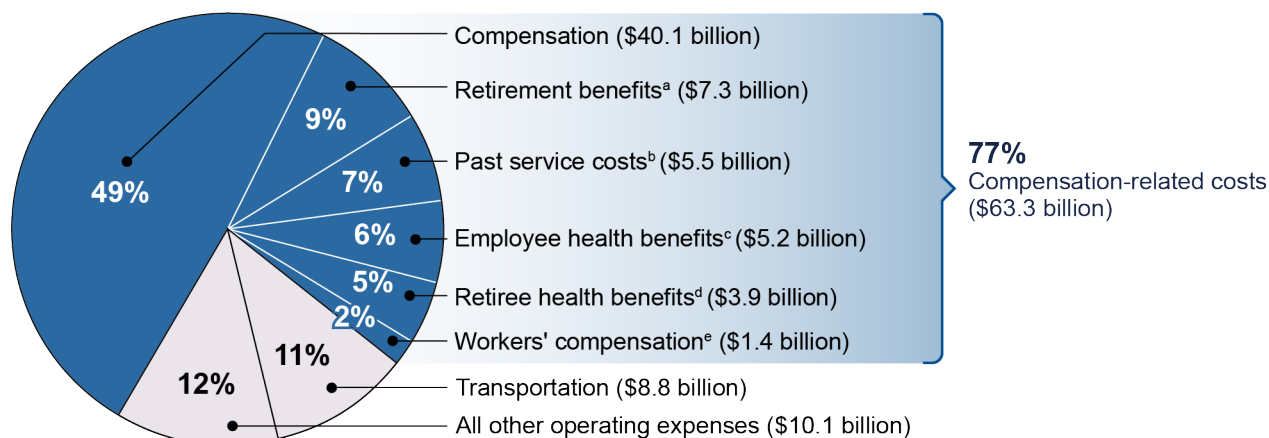 Compensation ($40.1 billion)
Retirement benefitsᵃ ($7.3 billion)
9%
Past service costsᵇ ($5.5 billion)
77%
7%
49%
Compensation-related costs
($63.3 billion)
6%
Employee health benefitsᶜ ($5.2 billion)
5%
Retiree health benefitsᵈ ($3.9 billion)
2%
Workers' compensationᵉ ($1.4 billion)
11%
12%
Transportation ($8.8 billion)
All other operating expenses ($10.1 billion)